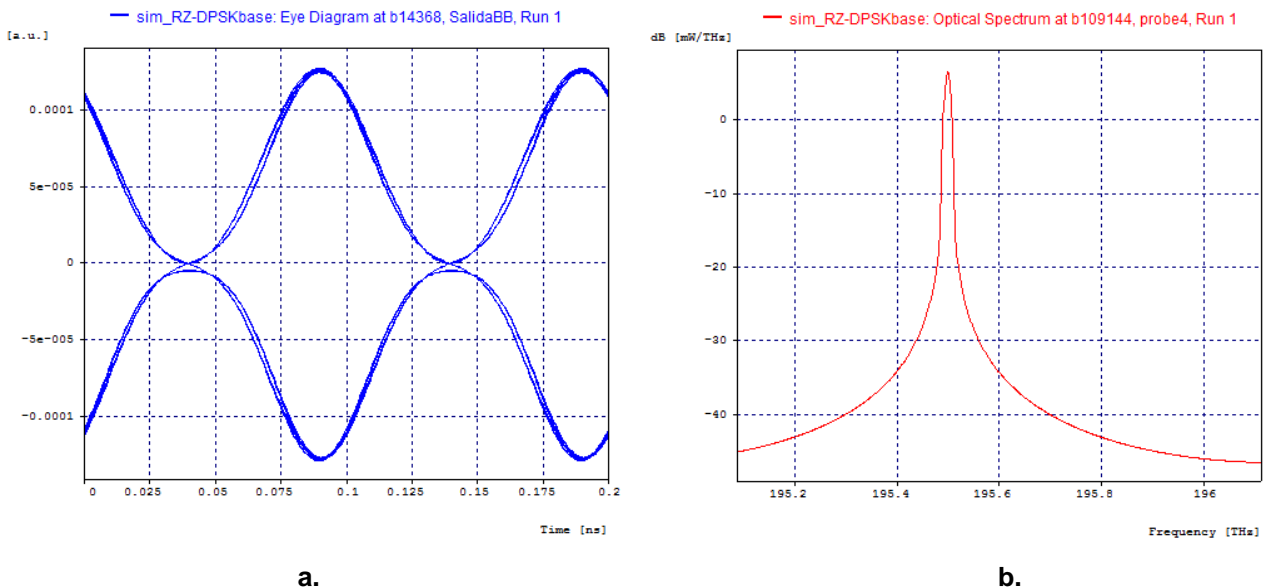 sim_RZ-DPSKbase: Eye Diagram at b14368, SalidaBB, Run 1
[a.u.]
0.0001
5e-005
0
-5e-005
-0.0001
0 0.025 0.05 0.075 0.1 0.125 0.15 0.175 0.2
Time [ns]
a.
sim_RZ-DPSKbase: Optical Spectrum at b109144, probe4, Run 1
dB [mW/THz]
0
-10
-20
-30
-40
195.2 195.4 195.6 195.8 196
Frequency [THz]
b.